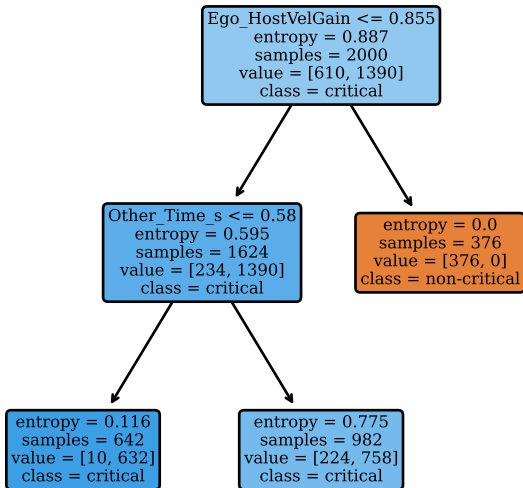 Ego_HostVelGain <= 0.855
entropy = 0.887
samples = 2000
value = [610, 1390]
class = critical
Other_Time_s <= 0.58
entropy = 0.595
samples = 1624
value = [234, 1390]
class = critical
entropy = 0.0
samples = 376
value = [376, 0]
class = non-critical
entropy = 0.116
samples = 642
value = [10, 632]
class = critical
entropy = 0.775
samples = 982
value = [224, 758]
class = critical